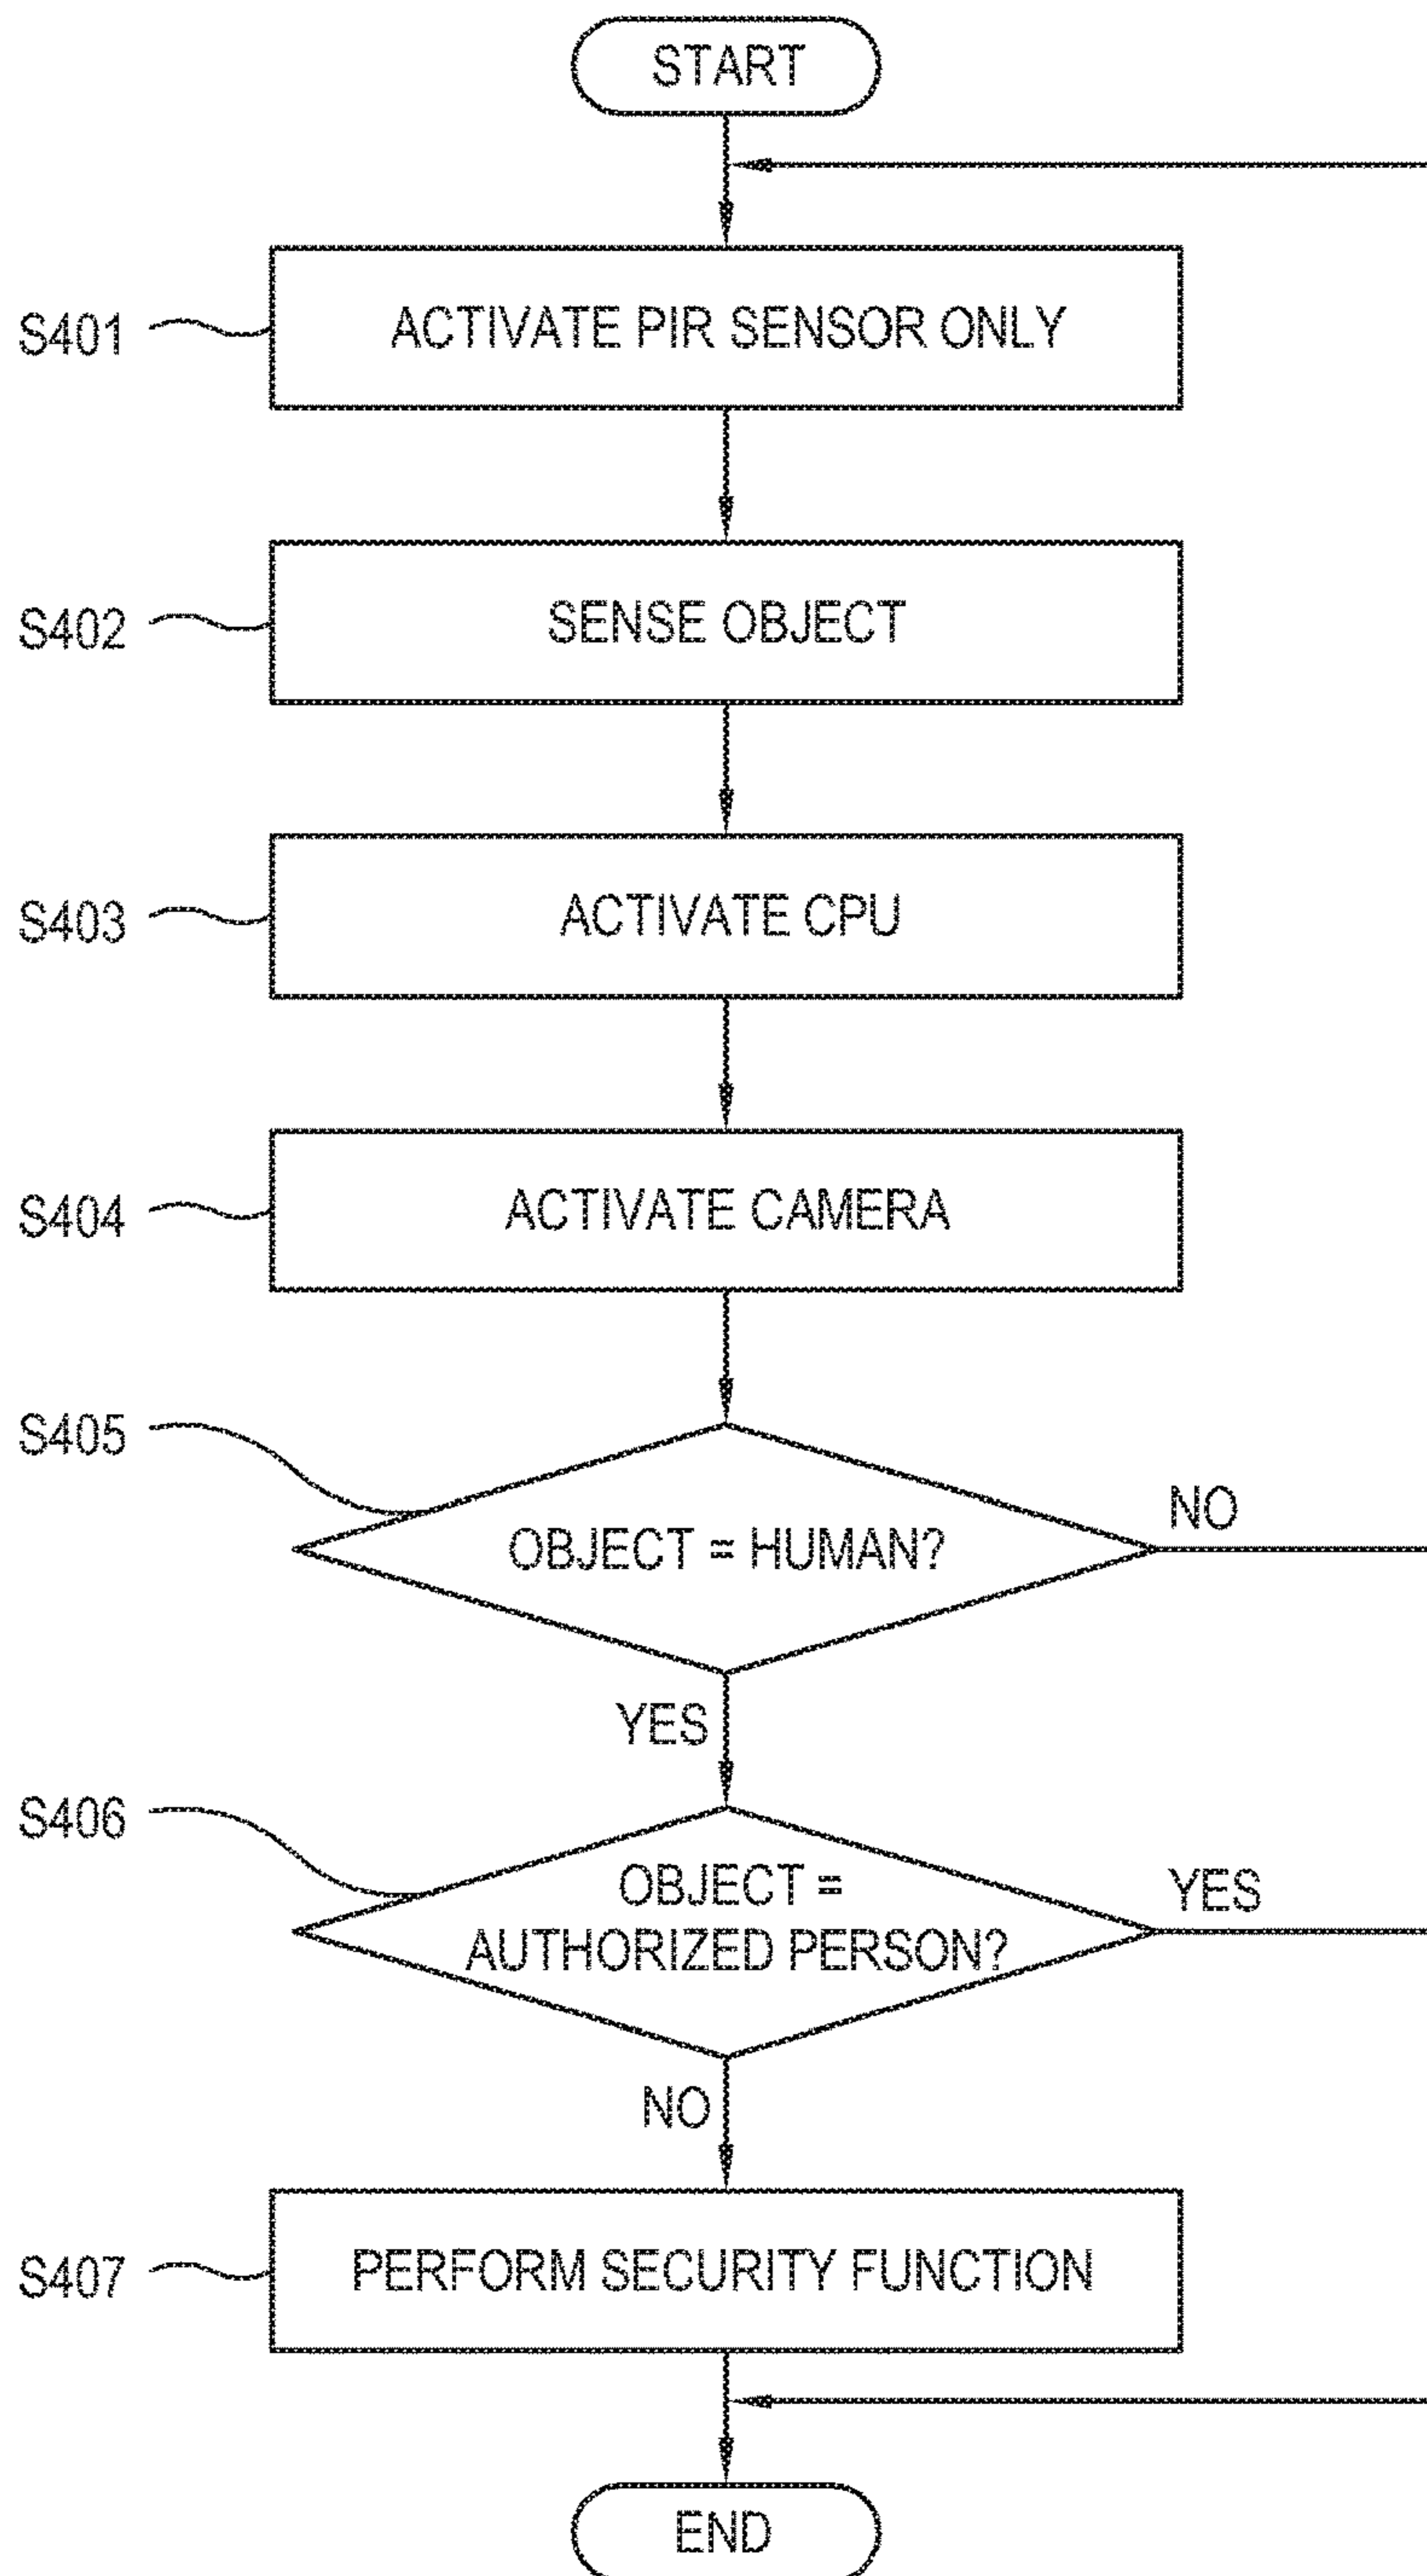 START
S401
ACTIVATE PIR SENSOR ONLY
S402
SENSE OBJECT
S403
ACTIVATE CPU
S404
ACTIVATE CAMERA
S405
OBJECT = HUMAN?
NO
YES
S406
OBJECT =
AUTHORIZED PERSON?
YES
NO
S407
PERFORM SECURITY FUNCTION
END